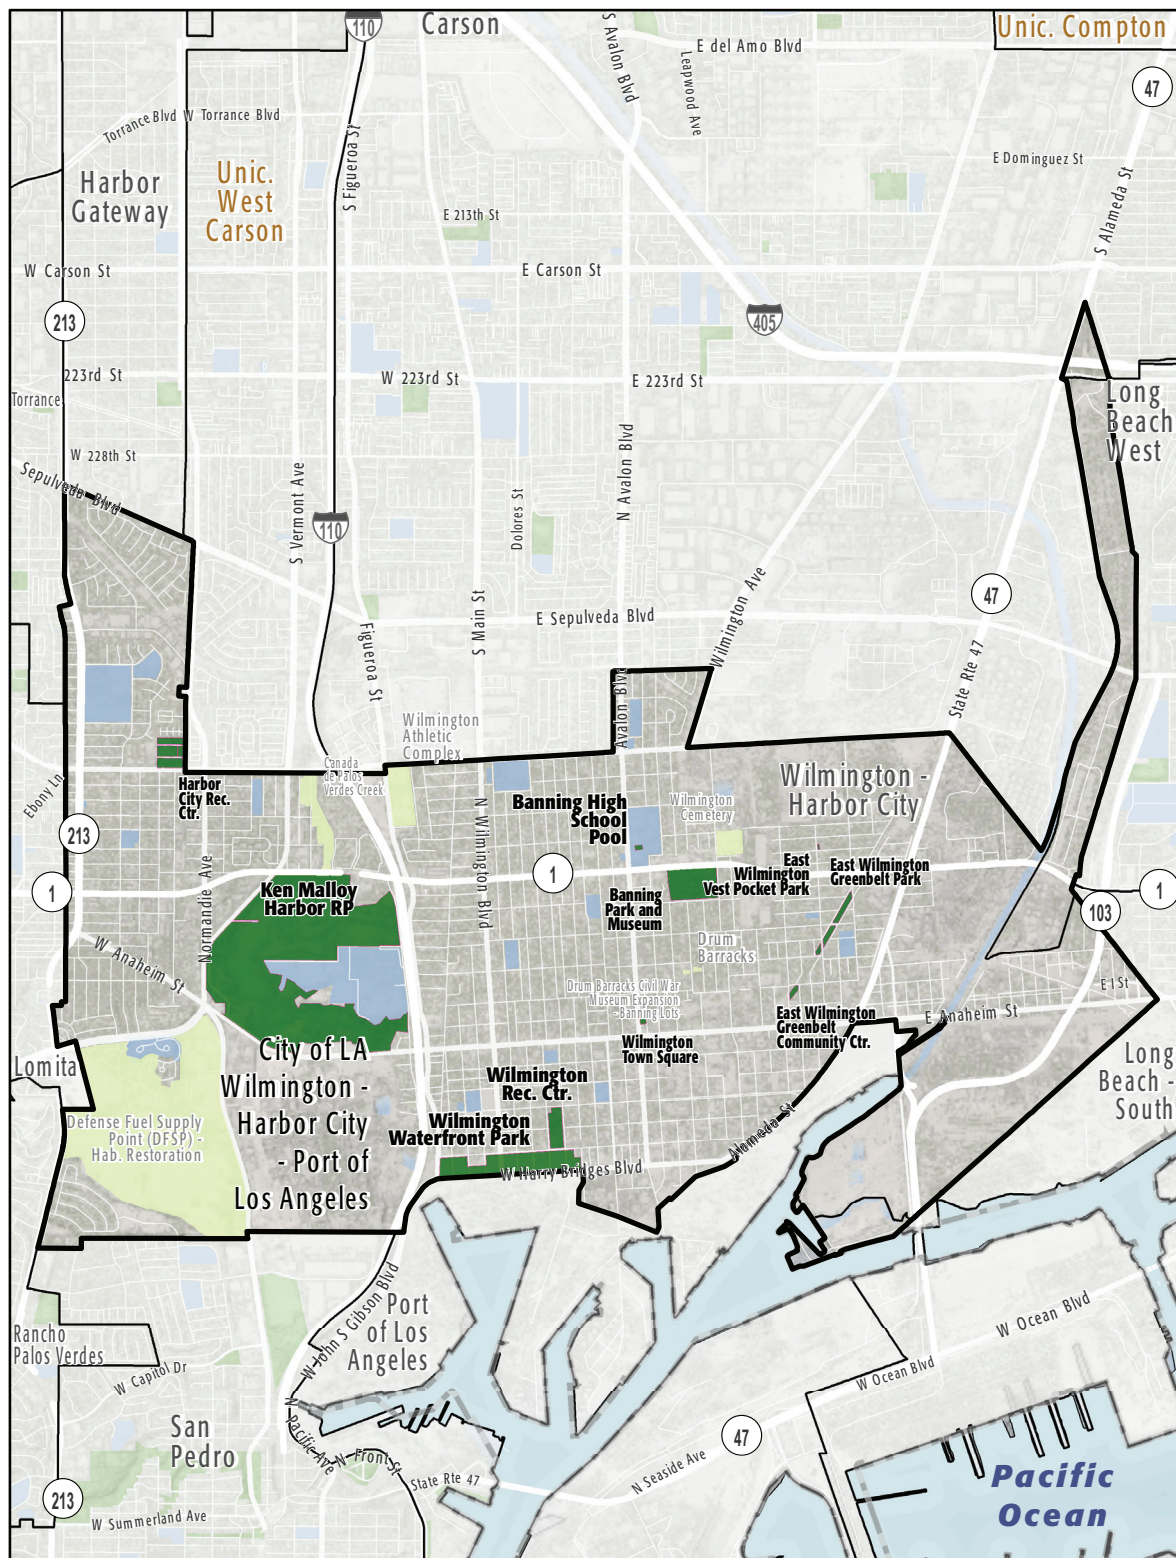 110
Carson
Unic. Compton
S Avalon Blvd
E del Amo Blvd
Leapwood Ave
47
Torrance Blvd
W Torrance Blvd
S Figueroa St
E Dominguez St
Harbor
Gateway
Unic.
West
Carson
S Alameda St
E 213th St
W Carson St
E Carson St
213
405
223rd St
W 223rd St
E 223rd St
Torrance
Long
Beach
West
W 228th St
Sepulveda Blvd
S Vermont Ave
N Avalon Blvd
Dolores St
110
47
Wilmington Ave
S Main St
E Sepulveda Blvd
Figueroa St
State Rte 47
Avalon Blvd
Wilmington
Athletic
Complex
Canada
de Palos
Verdes Creek
Wilmington -
Harbor City
Ebony Ln
Harbor
City Rec.
Ctr.
Banning High
School
Pool
Wilmington
Cemetery
N Wilmington Blvd
213
1
Normandie Ave
Ken Malloy
Harbor RP
1
East
Wilmington
Vest Pocket Park
East Wilmington
Greenbelt Park
1
103
Banning
Park and
Museum
W Anaheim St
Drum
Barracks
Drum Barracks Civil War
Museum Expansion
- Banning Lots
E I St
E Anaheim St
East Wilmington
Greenbelt
Community Ctr.
Wilmington
Town Square
City of LA
Wilmington -
Harbor City
- Port of
Los Angeles
Lomita
Long
Beach -
South
Wilmington
Rec. Ctr.
Defense Fuel Supply
Point (DFSP) -
Hab. Restoration
Wilmington
Waterfront Park
Alameda St
W Harry Bridges Blvd
W John S Gibson Blvd
Port
of Los
Angeles
Rancho
Palos Verdes
W Ocean Blvd
W Capitol Dr
W Ocean Blvd
San
Pedro
N Pacific Ave
N Front St
47
N Seaside Ave
State Rte 47
Pacific
Ocean
213
W Summerland Ave